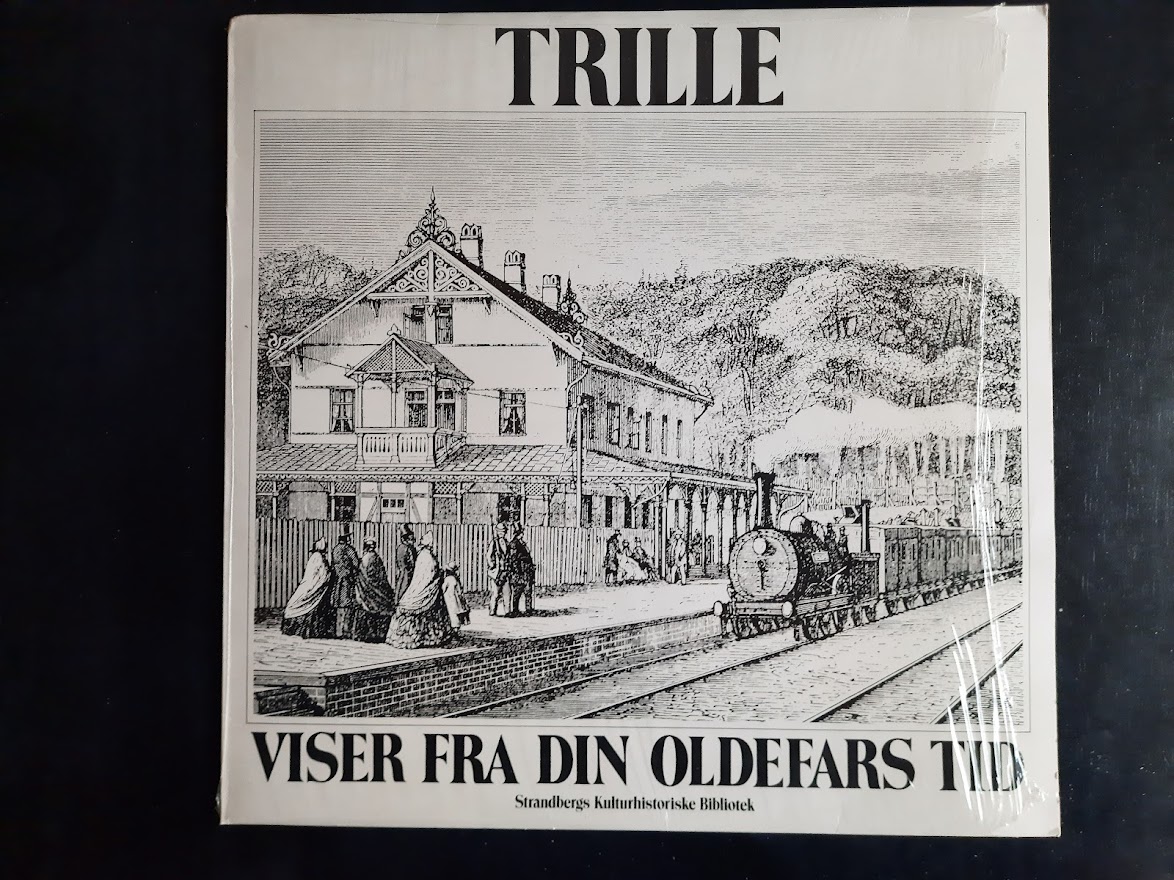 TRILLE
VISER FRA DIN OLDEFARS TID
Strandbergs Kulturhistoriske Bibliotek